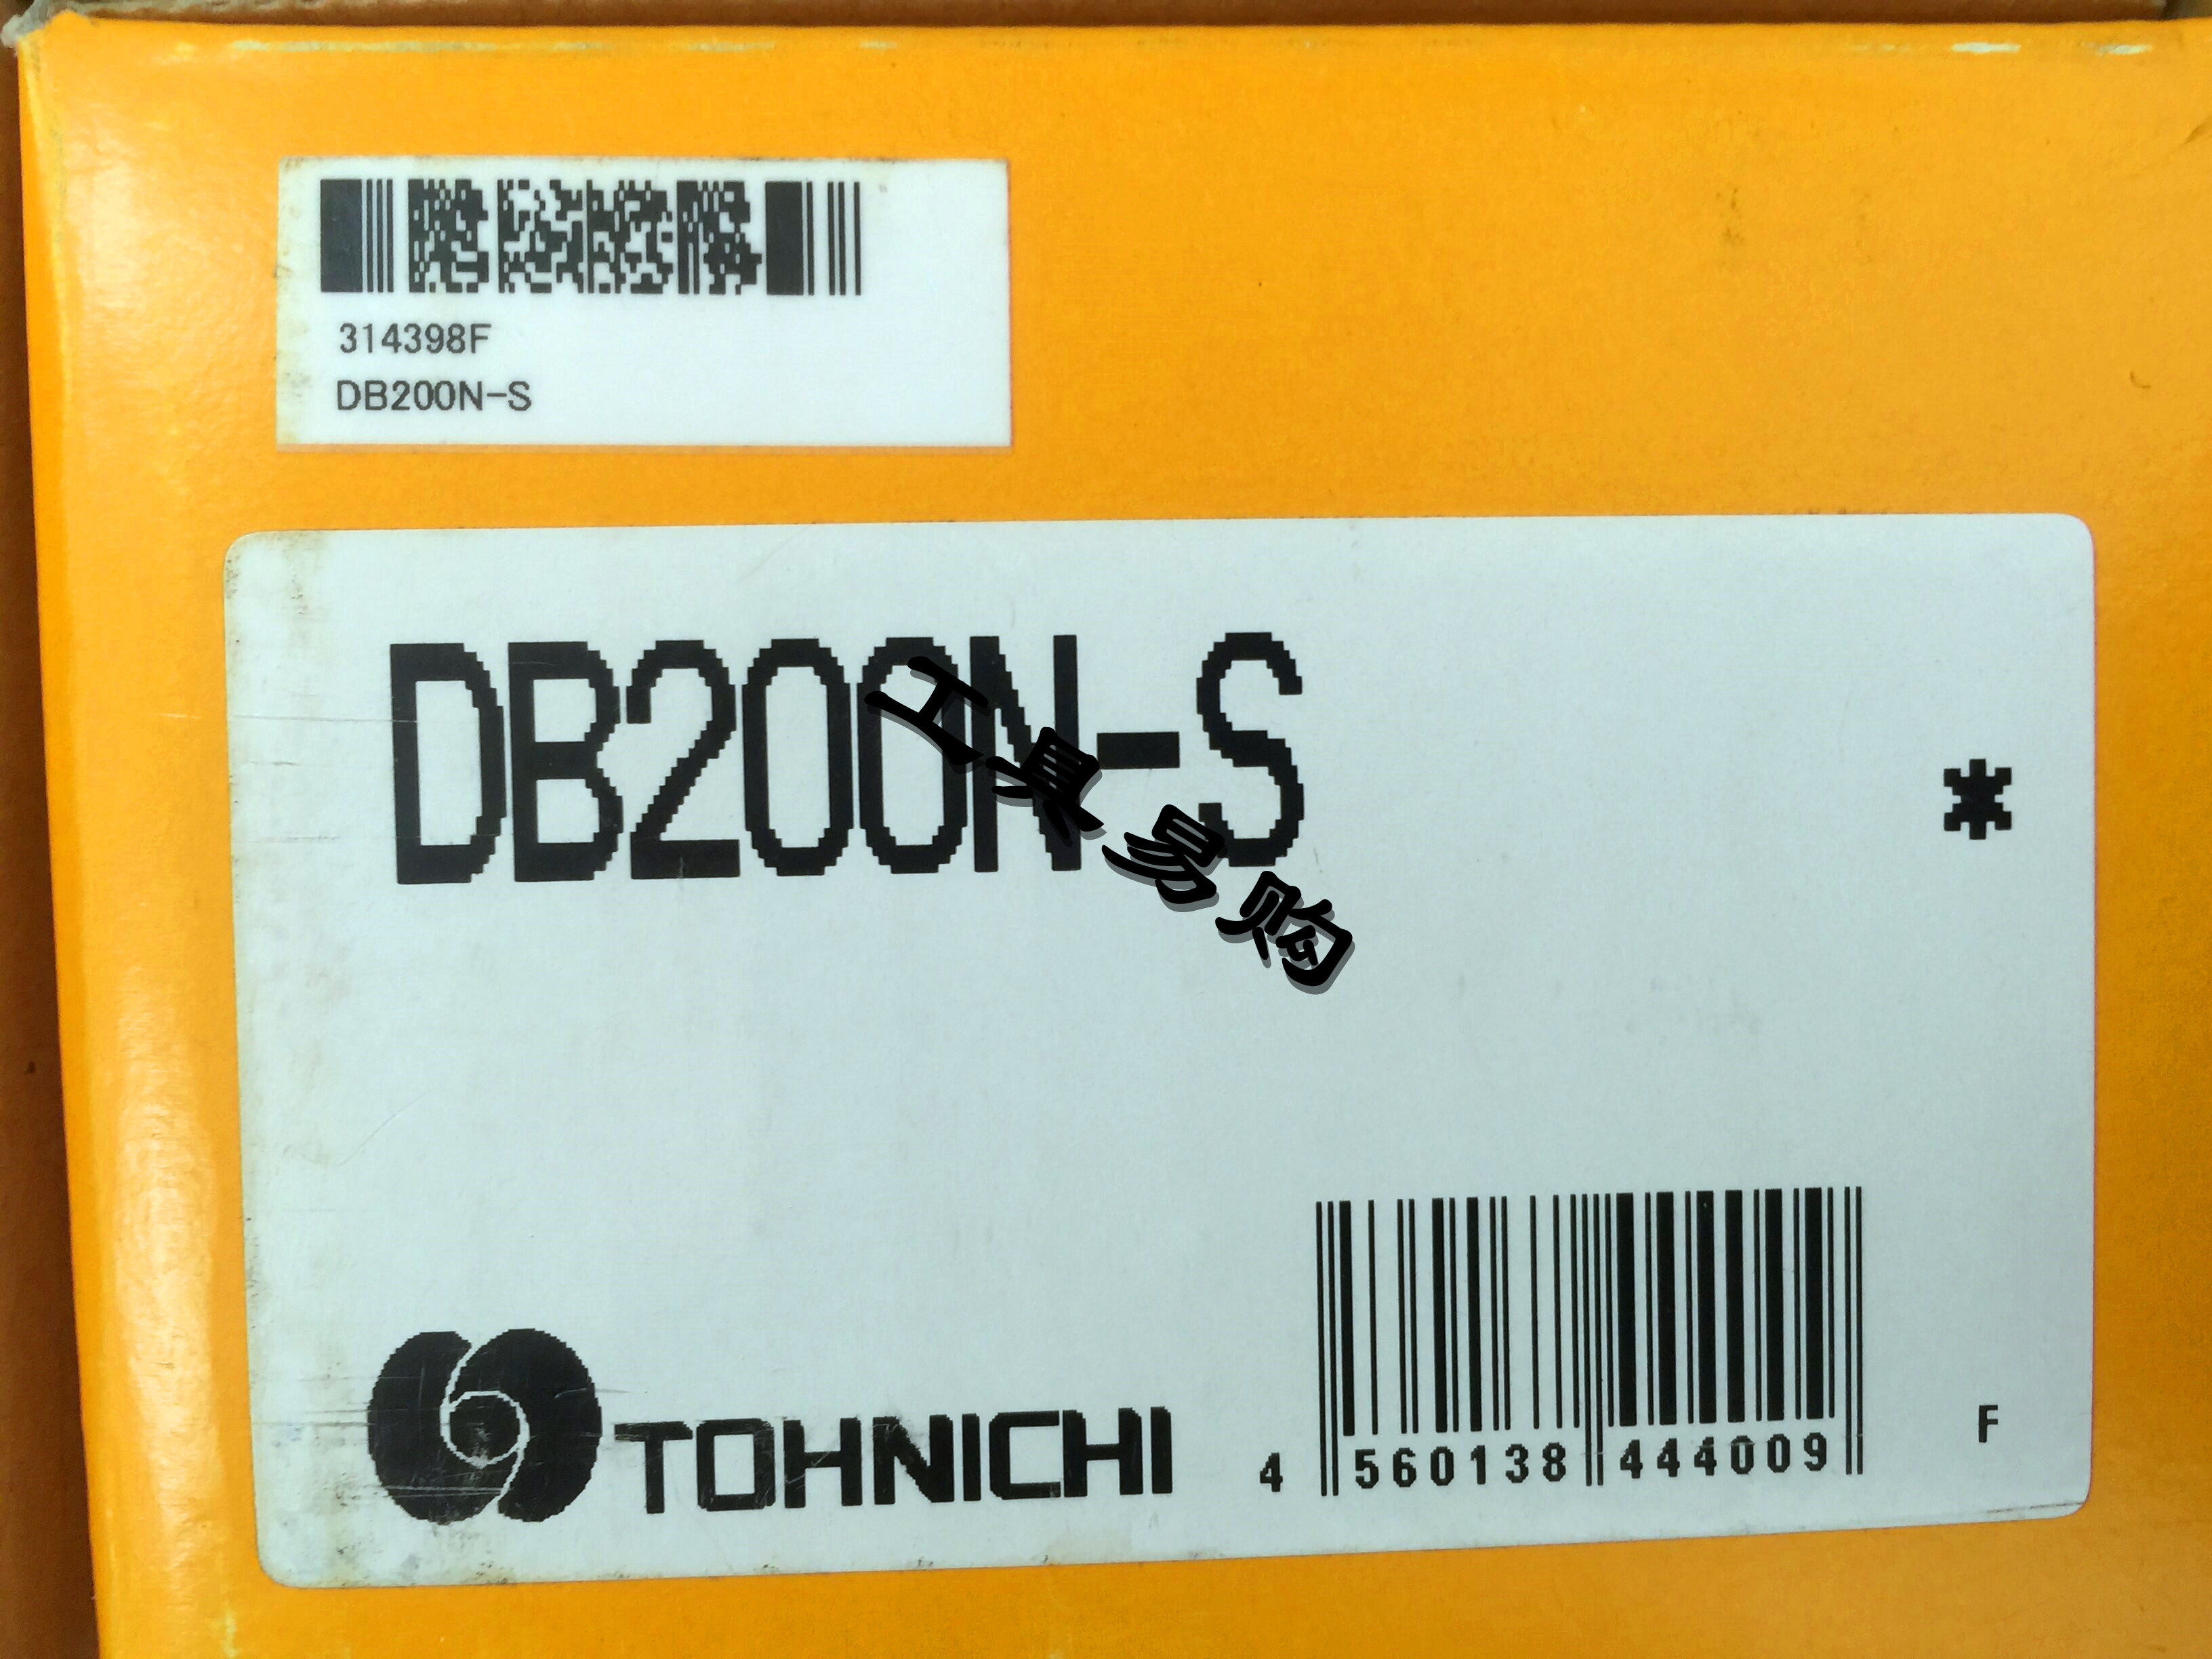 314398F
DB200N-S
DB200N-S
*
工具易购
TOHNICHI
4 560138 444009
F